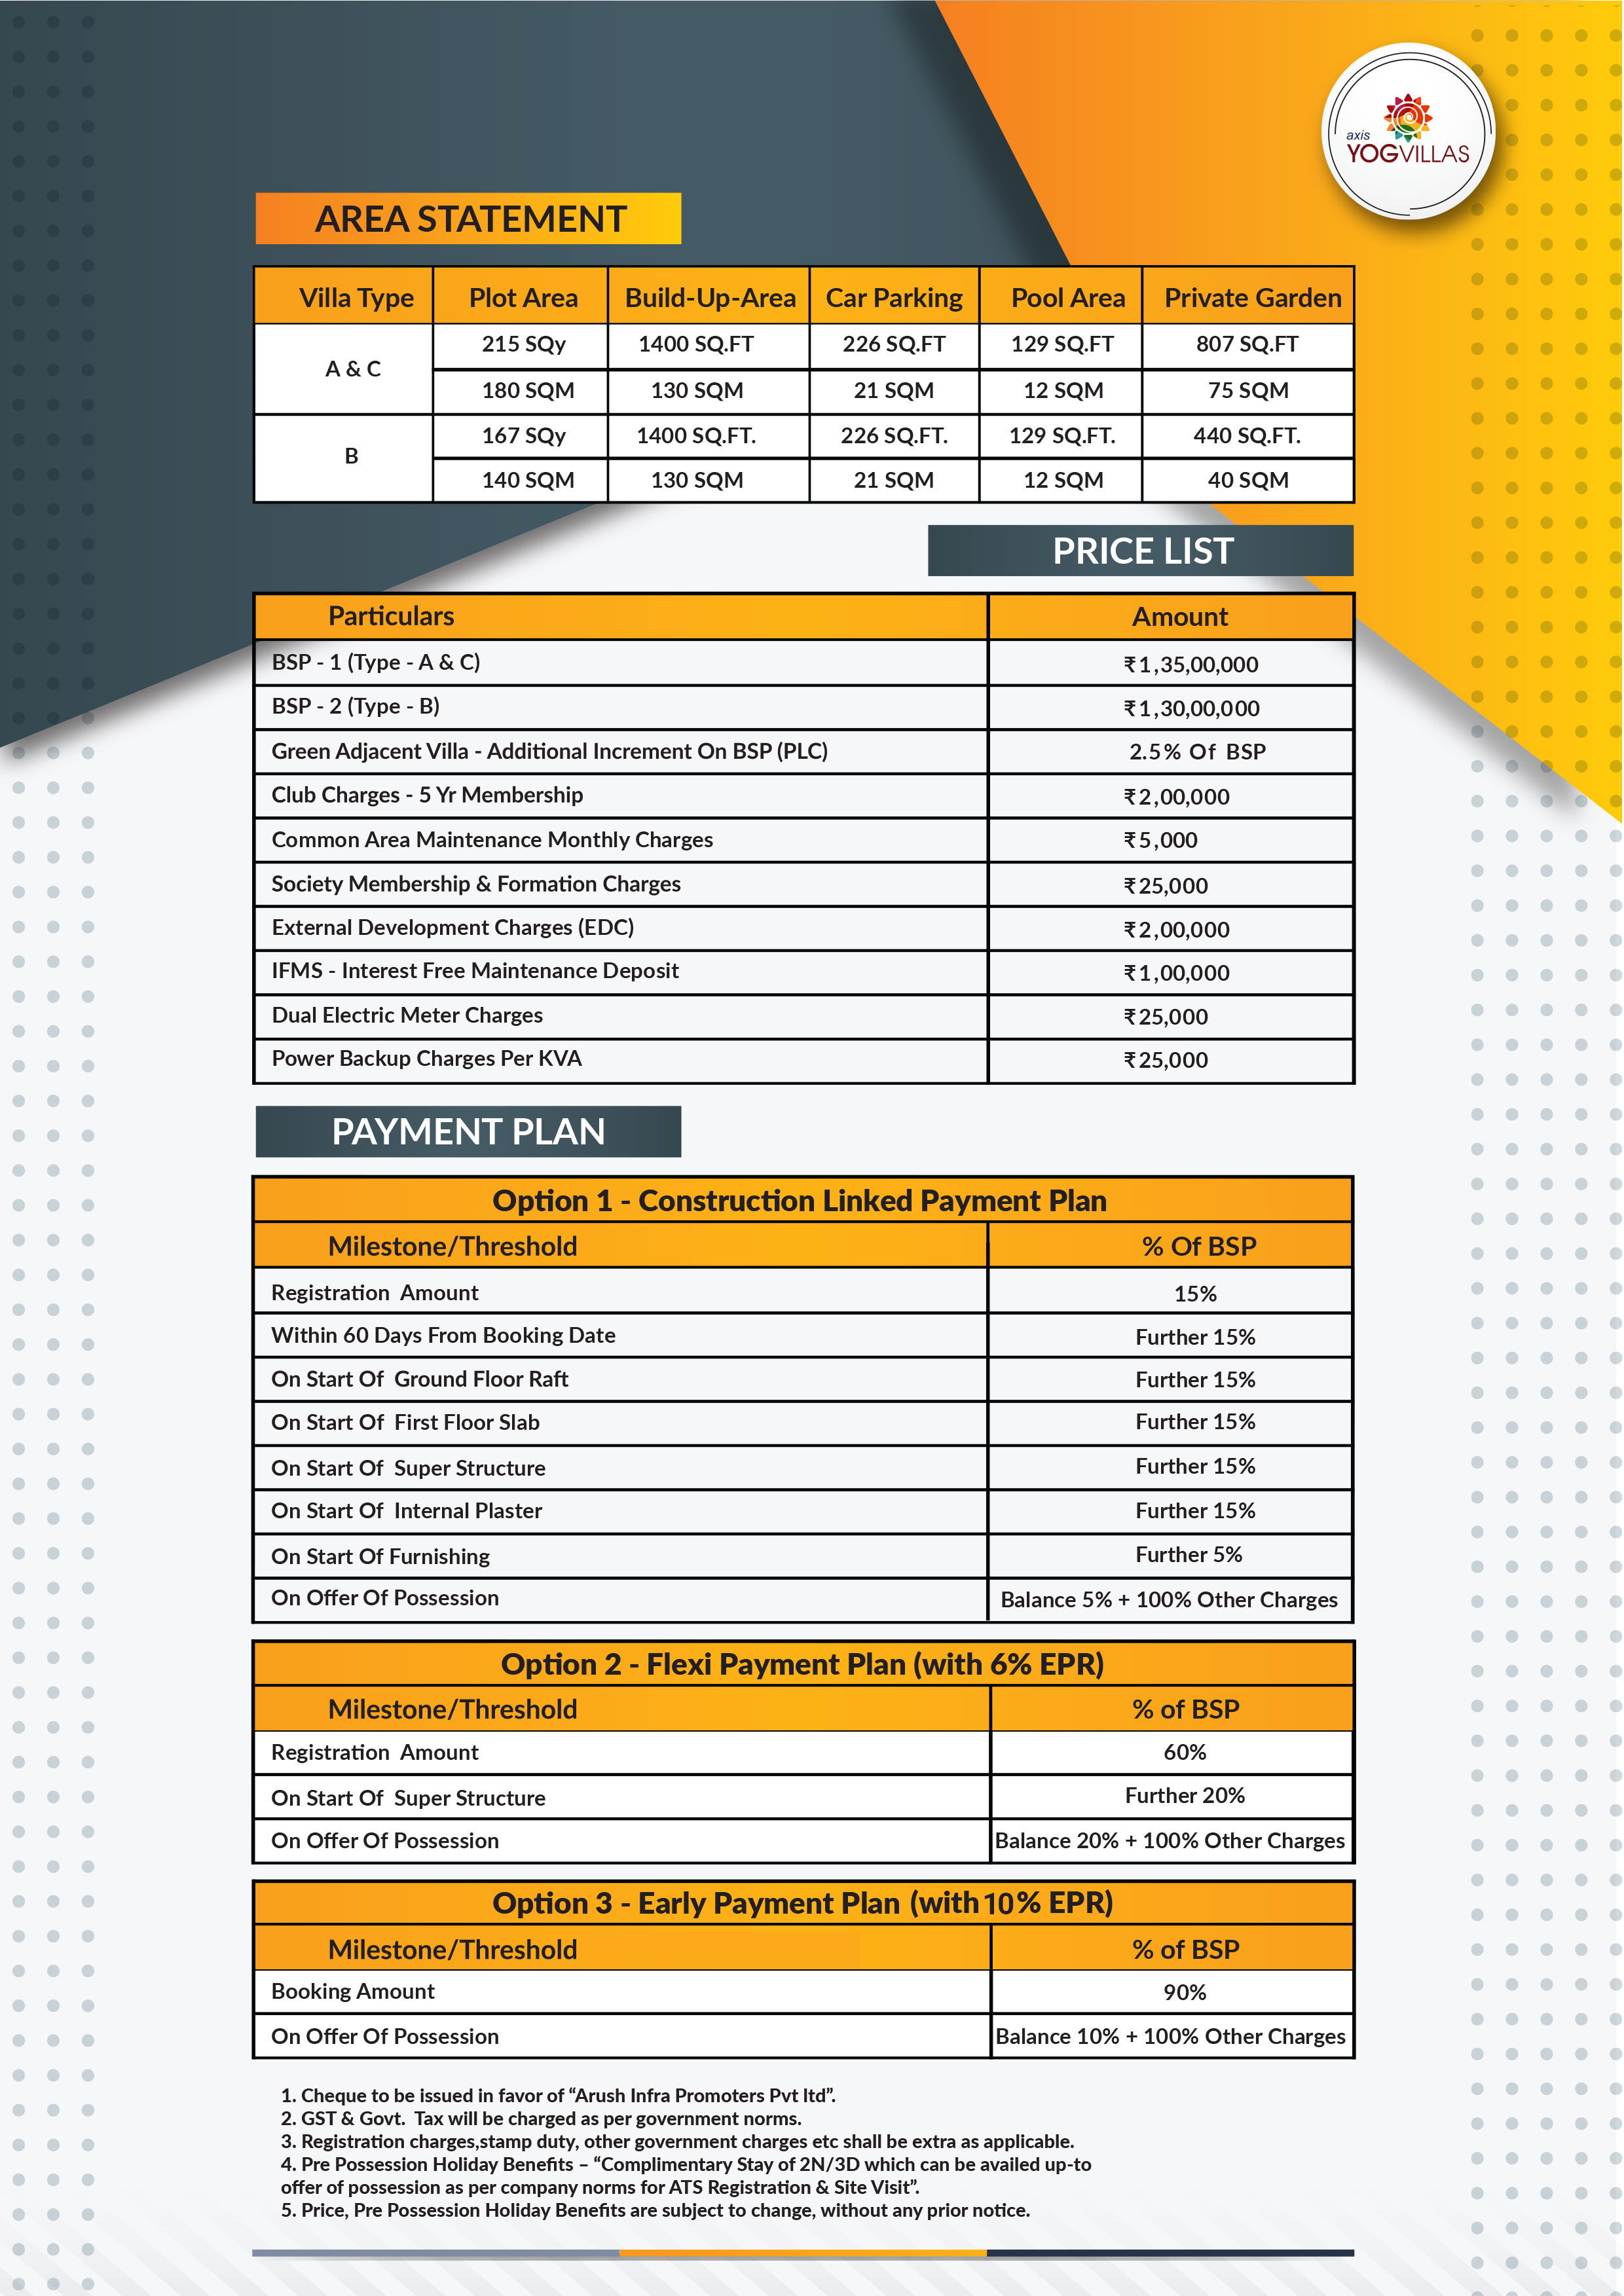 axis
YOGVILLAS
AREA STATEMENT
Villa Type Plot Area Build-Up-Area Car Parking Pool Area Private Garden
A & C
215 SQy 1400 SQ.FT 226 SQ.FT 129 SQ.FT 807 SQ.FT
180 SQM 130 SQM 21 SQM 12 SQM 75 SQM
B
167 SQy 1400 SQ.FT. 226 SQ.FT. 129 SQ.FT. 440 SQ.FT.
140 SQM 130 SQM 21 SQM 12 SQM 40 SQM
PRICE LIST
Particulars Amount
BSP - 1 (Type - A & C) ₹1,35,00,000
BSP - 2 (Type - B) ₹1,30,00,000
Green Adjacent Villa - Additional Increment On BSP (PLC) 2.5% Of BSP
Club Charges - 5 Yr Membership ₹2,00,000
Common Area Maintenance Monthly Charges ₹5,000
Society Membership & Formation Charges ₹25,000
External Development Charges (EDC) ₹2,00,000
IFMS - Interest Free Maintenance Deposit ₹1,00,000
Dual Electric Meter Charges ₹25,000
Power Backup Charges Per KVA ₹25,000
PAYMENT PLAN
Option 1 - Construction Linked Payment Plan
Milestone/Threshold % Of BSP
Registration Amount 15%
Within 60 Days From Booking Date Further 15%
On Start Of Ground Floor Raft Further 15%
On Start Of First Floor Slab Further 15%
On Start Of Super Structure Further 15%
On Start Of Internal Plaster Further 15%
On Start Of Furnishing Further 5%
On Offer Of Possession Balance 5% + 100% Other Charges
Option 2 - Flexi Payment Plan (with 6% EPR)
Milestone/Threshold % of BSP
Registration Amount 60%
On Start Of Super Structure Further 20%
On Offer Of Possession Balance 20% + 100% Other Charges
Option 3 - Early Payment Plan (with 10% EPR)
Milestone/Threshold % of BSP
Booking Amount 90%
On Offer Of Possession Balance 10% + 100% Other Charges
1. Cheque to be issued in favor of “Arush Infra Promoters Pvt ltd”.
2. GST & Govt. Tax will be charged as per government norms.
3. Registration charges,stamp duty, other government charges etc shall be extra as applicable.
4. Pre Possession Holiday Benefits – “Complimentary Stay of 2N/3D which can be availed up-to
offer of possession as per company norms for ATS Registration & Site Visit”.
5. Price, Pre Possession Holiday Benefits are subject to change, without any prior notice.